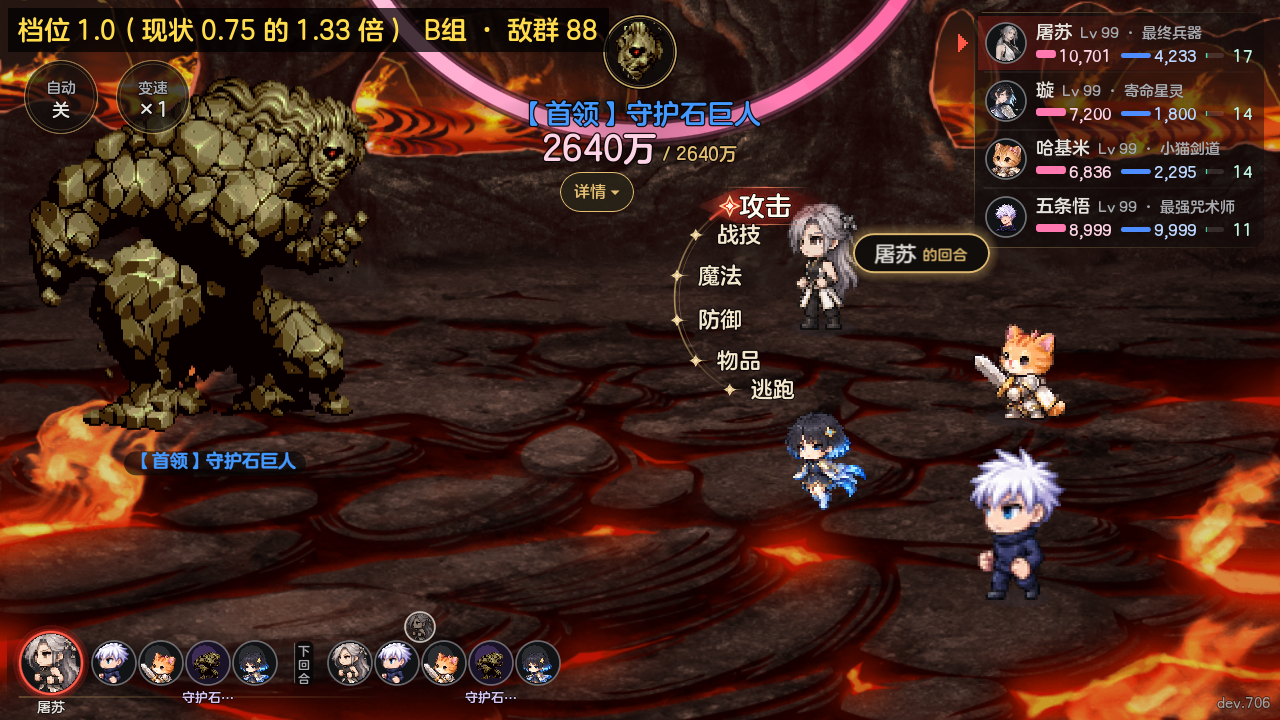 档位 1.0（现状 0.75 的 1.33 倍） B组 · 敌群 88
自动
关
变速
×1
【首领】守护石巨人
2640万 / 2640万
详情
屠苏 Lv 99 · 最终兵器
10,701 4,233 17
璇 Lv 99 · 寄命星灵
7,200 1,800 14
哈基米 Lv 99 · 小猫剑道
6,836 2,295 14
五条悟 Lv 99 · 最强咒术师
8,999 9,999 11
攻击
战技
魔法
防御
物品
逃跑
屠苏 的回合
【首领】守护石巨人
下回合
屠苏
守护石…
守护石…
dev.706